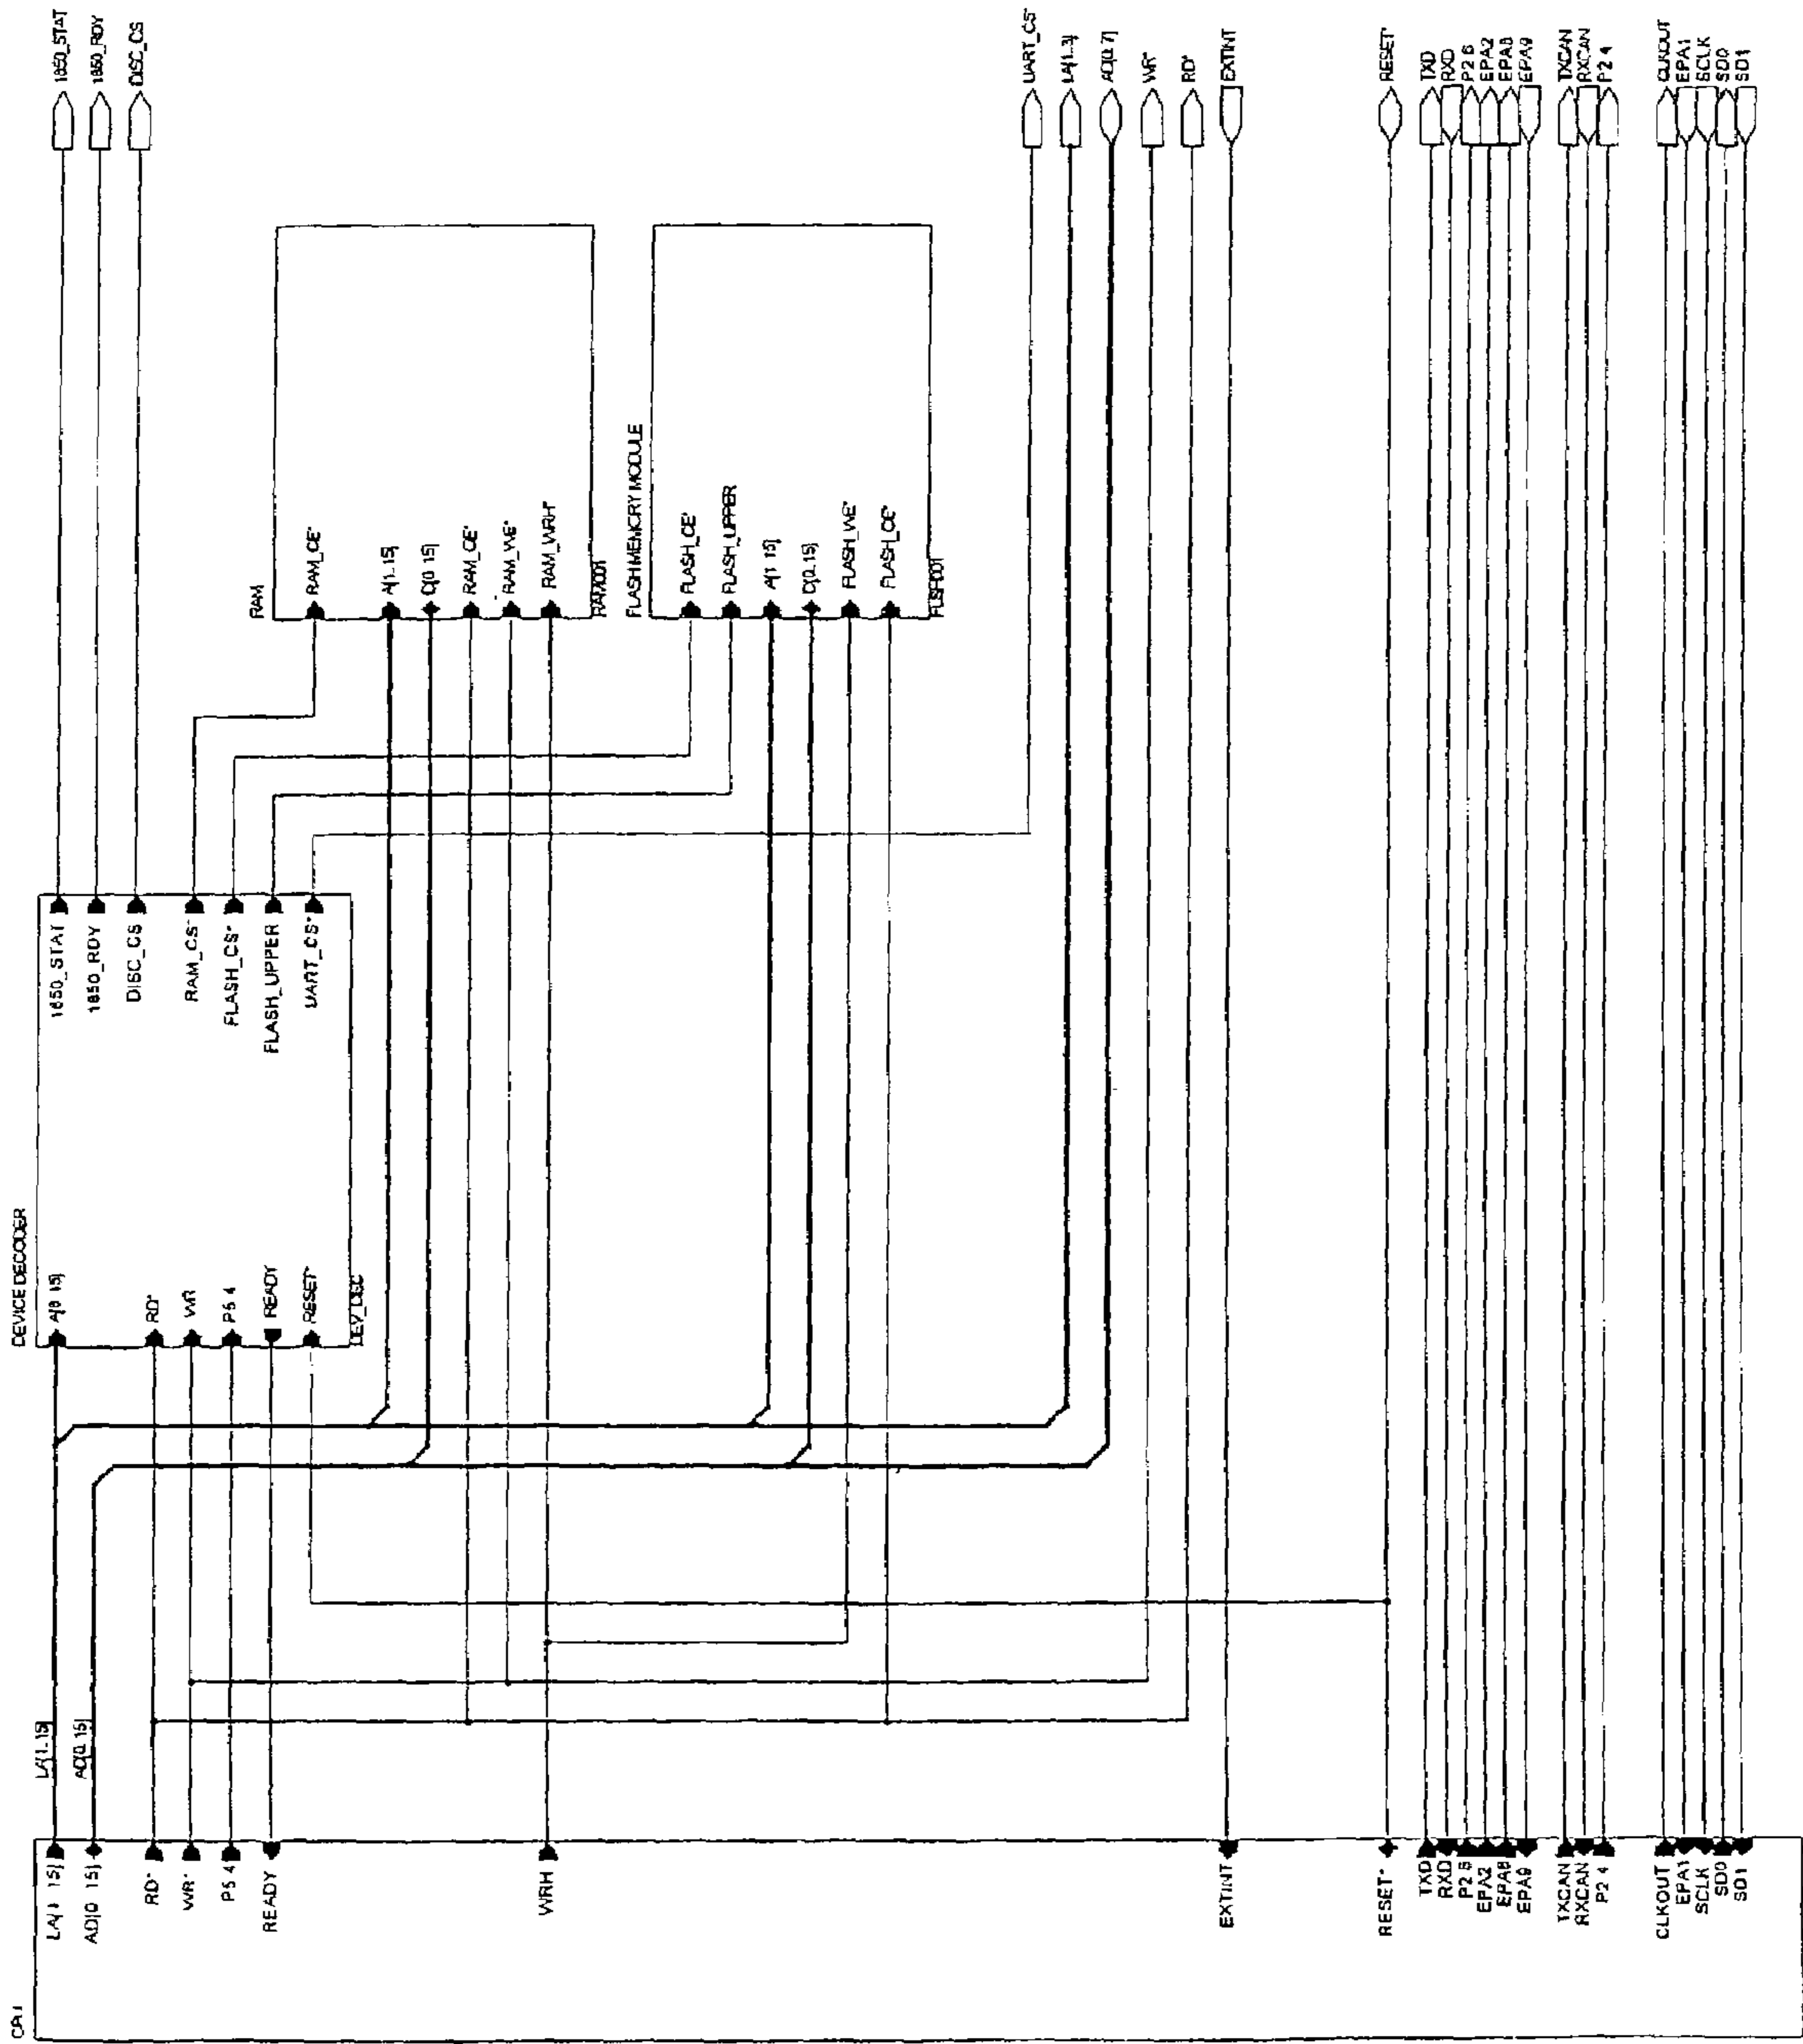 CPU
LA[1 15]
AD[0 15]
RD*
WR*
P5 4
READY
WRH
EXTINT
RESET*
TXD
RXD
P2 6
EPA2
EPA8
EPA9
TXCAN
RXCAN
P2 4
CLKOUT
EPA1
SCLK
SD0
SD1
LA[1..15]
AD[0 15]
DEVICE DECODER
A[0 15]
RD*
WR
P5 4
READY
RESET*
DEV_DEC
1850_STAT
1850_RDY
DISC_CS
RAM_CS*
FLASH_CS*
FLASH_UPPER
UART_CS*
RAM
RAM_CE*
A[1..15]
D[0 15]
RAM_OE*
RAM_WE*
RAM_WRH*
RAM001
FLASH MEMORY MODULE
FLASH_CE*
FLASH_UPPER
A[1 15]
D[0..15]
FLASH_WE*
FLASH_OE*
1850_STAT
1850_RDY
DISC_CS
UART_CS*
LA[1..3]
AD[0..7]
WR*
RD*
EXTINT
RESET*
TXD
RXD
P2 6
EPA2
EPA8
EPA9
TXCAN
RXCAN
P2 4
CLKOUT
EPA1
SCLK
SD0
SD1